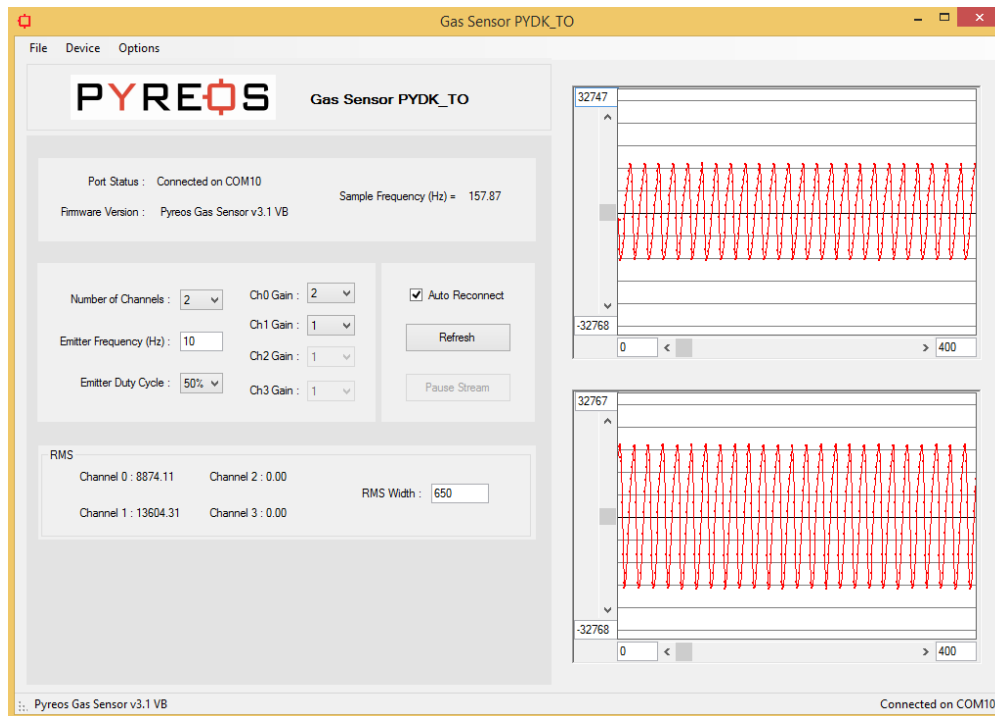 Gas Sensor PYDK_TO
File Device Options
PYREOS
Gas Sensor PYDK_TO
Port Status : Connected on COM10
Firmware Version : Pyreos Gas Sensor v3.1 VB
Sample Frequency (Hz) = 157.87
Number of Channels : 2
Emitter Frequency (Hz) : 10
Emitter Duty Cycle : 50%
Ch0 Gain : 2
Ch1 Gain : 1
Ch2 Gain : 1
Ch3 Gain : 1
Auto Reconnect
Refresh
Pause Stream
RMS
Channel 0 : 8874.11 Channel 2 : 0.00
Channel 1 : 13604.31 Channel 3 : 0.00
RMS Width : 650
32747
-32768
0 400
32767
-32768
0 400
Pyreos Gas Sensor v3.1 VB
Connected on COM10